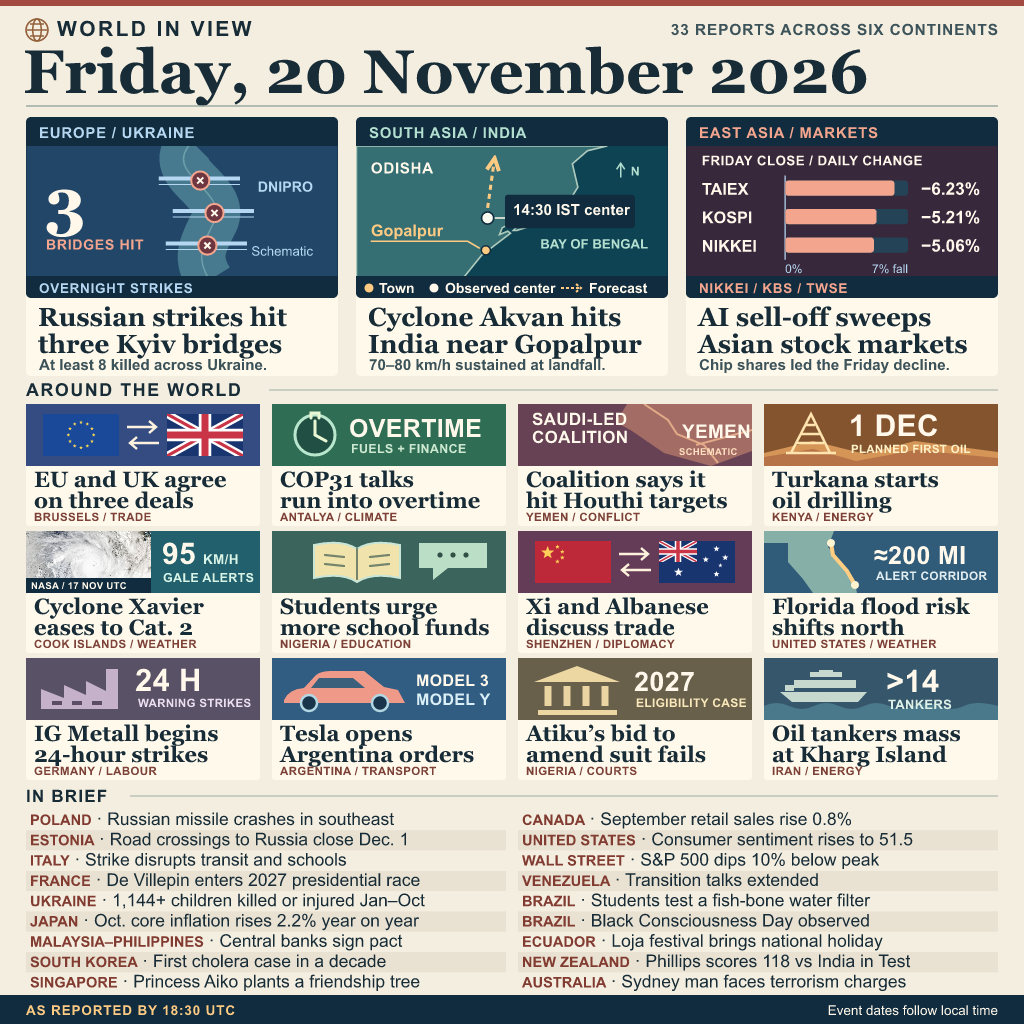 WORLD IN VIEW
33 REPORTS ACROSS SIX CONTINENTS
Friday, 20 November 2026
EUROPE / UKRAINE
3
BRIDGES HIT
DNIPRO
Schematic
OVERNIGHT STRIKES
Russian strikes hit
three Kyiv bridges
At least 8 killed across Ukraine.
SOUTH ASIA / INDIA
ODISHA
↑ N
14:30 IST center
Gopalpur
BAY OF BENGAL
Town
Observed center
Forecast
Cyclone Akvan hits
India near Gopalpur
70–80 km/h sustained at landfall.
EAST ASIA / MARKETS
FRIDAY CLOSE / DAILY CHANGE
TAIEX −6.23%
KOSPI −5.21%
NIKKEI −5.06%
0% 7% fall
NIKKEI / KBS / TWSE
AI sell-off sweeps
Asian stock markets
Chip shares led the Friday decline.
AROUND THE WORLD
EU and UK agree
on three deals
BRUSSELS / TRADE
OVERTIME
FUELS + FINANCE
COP31 talks
run into overtime
ANTALYA / CLIMATE
SAUDI-LED
COALITION
YEMEN
SCHEMATIC
Coalition says it
hit Houthi targets
YEMEN / CONFLICT
1 DEC
PLANNED FIRST OIL
Turkana starts
oil drilling
KENYA / ENERGY
NASA / 17 NOV UTC
95 KM/H
GALE ALERTS
Cyclone Xavier
eases to Cat. 2
COOK ISLANDS / WEATHER
Students urge
more school funds
NIGERIA / EDUCATION
Xi and Albanese
discuss trade
SHENZHEN / DIPLOMACY
≈200 MI
ALERT CORRIDOR
Florida flood risk
shifts north
UNITED STATES / WEATHER
24 H
WARNING STRIKES
IG Metall begins
24-hour strikes
GERMANY / LABOUR
MODEL 3
MODEL Y
Tesla opens
Argentina orders
ARGENTINA / TRANSPORT
2027
ELIGIBILITY CASE
Atiku's bid to
amend suit fails
NIGERIA / COURTS
>14
TANKERS
Oil tankers mass
at Kharg Island
IRAN / ENERGY
IN BRIEF
POLAND · Russian missile crashes in southeast
ESTONIA · Road crossings to Russia close Dec. 1
ITALY · Strike disrupts transit and schools
FRANCE · De Villepin enters 2027 presidential race
UKRAINE · 1,144+ children killed or injured Jan–Oct
JAPAN · Oct. core inflation rises 2.2% year on year
MALAYSIA–PHILIPPINES · Central banks sign pact
SOUTH KOREA · First cholera case in a decade
SINGAPORE · Princess Aiko plants a friendship tree
CANADA · September retail sales rise 0.8%
UNITED STATES · Consumer sentiment rises to 51.5
WALL STREET · S&P 500 dips 10% below peak
VENEZUELA · Transition talks extended
BRAZIL · Students test a fish-bone water filter
BRAZIL · Black Consciousness Day observed
ECUADOR · Loja festival brings national holiday
NEW ZEALAND · Phillips scores 118 vs India in Test
AUSTRALIA · Sydney man faces terrorism charges
AS REPORTED BY 18:30 UTC
Event dates follow local time